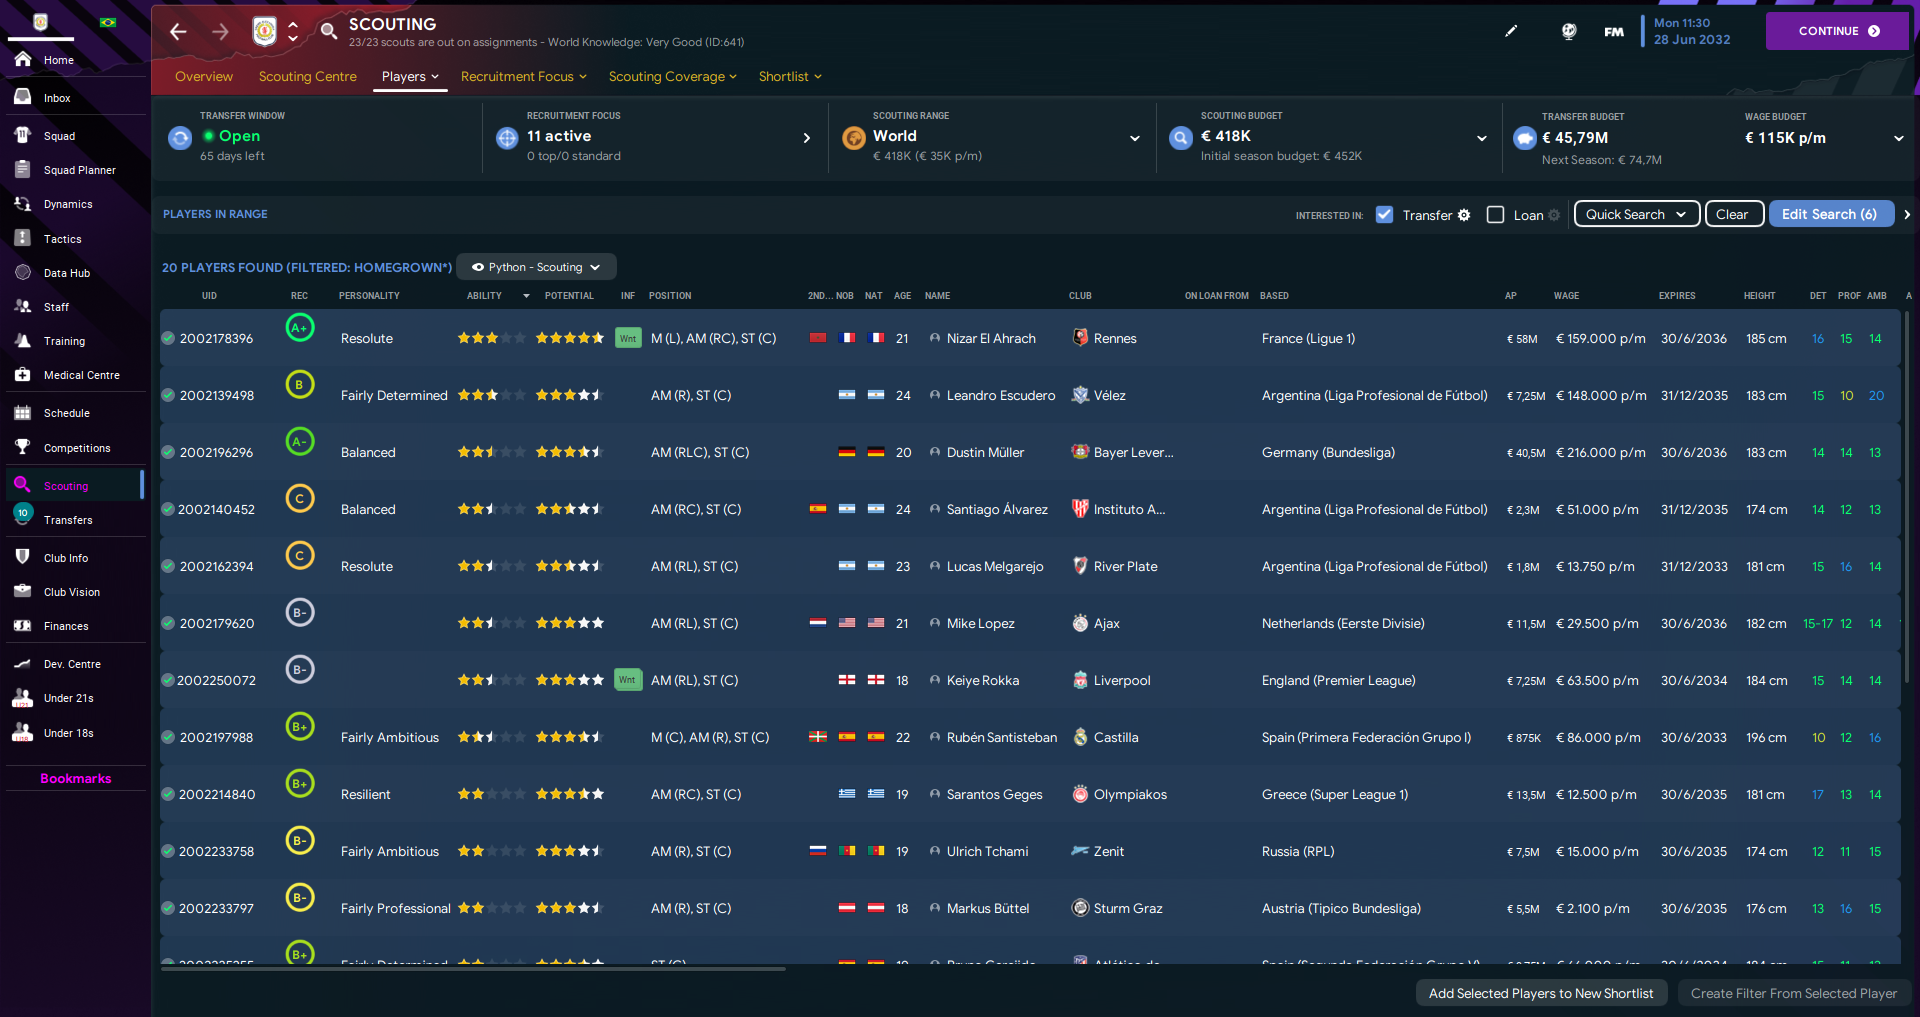 SCOUTING
23/23 scouts are out on assignments - World Knowledge: Very Good (ID:641)
FM
Mon 11:30
28 Jun 2032
CONTINUE
Home
Inbox
Squad
Squad Planner
Dynamics
Tactics
Data Hub
Staff
Training
Medical Centre
Schedule
Competitions
Scouting
10
Transfers
Club Info
Club Vision
Finances
Dev. Centre
U21
Under 21s
U18
Under 18s
Bookmarks
Overview Scouting Centre Players Recruitment Focus Scouting Coverage Shortlist
TRANSFER WINDOW
Open
65 days left
RECRUITMENT FOCUS
11 active
0 top/0 standard
SCOUTING RANGE
World
€ 418K (€ 35K p/m)
SCOUTING BUDGET
€ 418K
Initial season budget: € 452K
TRANSFER BUDGET
€ 45,79M
Next Season: € 74,7M
WAGE BUDGET
€ 115K p/m
PLAYERS IN RANGE
INTERESTED IN: Transfer Loan Quick Search Clear Edit Search (6)
20 PLAYERS FOUND (FILTERED: HOMEGROWN*) Python - Scouting
UID REC PERSONALITY ABILITY POTENTIAL INF POSITION 2ND... NOB NAT AGE NAME CLUB ON LOAN FROM BASED AP WAGE EXPIRES HEIGHT DET PROF AMB A
2002178396 A+ Resolute Wnt M (L), AM (RC), ST (C) 21 Nizar El Ahrach Rennes France (Ligue 1) € 58M € 159.000 p/m 30/6/2036 185 cm 16 15 14
2002139498 B Fairly Determined AM (R), ST (C) 24 Leandro Escudero Vélez Argentina (Liga Profesional de Fútbol) € 7,25M € 148.000 p/m 31/12/2035 183 cm 15 10 20
2002196296 A- Balanced AM (RLC), ST (C) 20 Dustin Müller Bayer Lever... Germany (Bundesliga) € 40,5M € 216.000 p/m 30/6/2036 183 cm 14 14 13
2002140452 C Balanced AM (RC), ST (C) 24 Santiago Álvarez Instituto A... Argentina (Liga Profesional de Fútbol) € 2,3M € 51.000 p/m 31/12/2035 174 cm 14 12 13
2002162394 C Resolute AM (RL), ST (C) 23 Lucas Melgarejo River Plate Argentina (Liga Profesional de Fútbol) € 1,8M € 13.750 p/m 31/12/2033 181 cm 15 16 14
2002179620 B- AM (RL), ST (C) 21 Mike Lopez Ajax Netherlands (Eerste Divisie) € 11,5M € 29.500 p/m 30/6/2036 182 cm 15-17 12 14
2002250072 B- Wnt AM (RL), ST (C) 18 Keiye Rokka Liverpool England (Premier League) € 7,25M € 63.500 p/m 30/6/2034 184 cm 15 14 14
2002197988 B+ Fairly Ambitious M (C), AM (R), ST (C) 22 Rubén Santisteban Castilla Spain (Primera Federación Grupo I) € 875K € 86.000 p/m 30/6/2033 196 cm 10 12 16
2002214840 B+ Resilient AM (RC), ST (C) 19 Sarantos Geges Olympiakos Greece (Super League 1) € 13,5M € 12.500 p/m 30/6/2035 181 cm 17 13 14
2002233758 B- Fairly Ambitious AM (R), ST (C) 19 Ulrich Tchami Zenit Russia (RPL) € 7,5M € 15.000 p/m 30/6/2035 174 cm 12 11 15
2002233797 B- Fairly Professional AM (R), ST (C) 18 Markus Büttel Sturm Graz Austria (Tipico Bundesliga) € 5,5M € 2.100 p/m 30/6/2035 176 cm 13 16 15
B+ Fairly Determined ST (C)
Add Selected Players to New Shortlist Create Filter From Selected Player